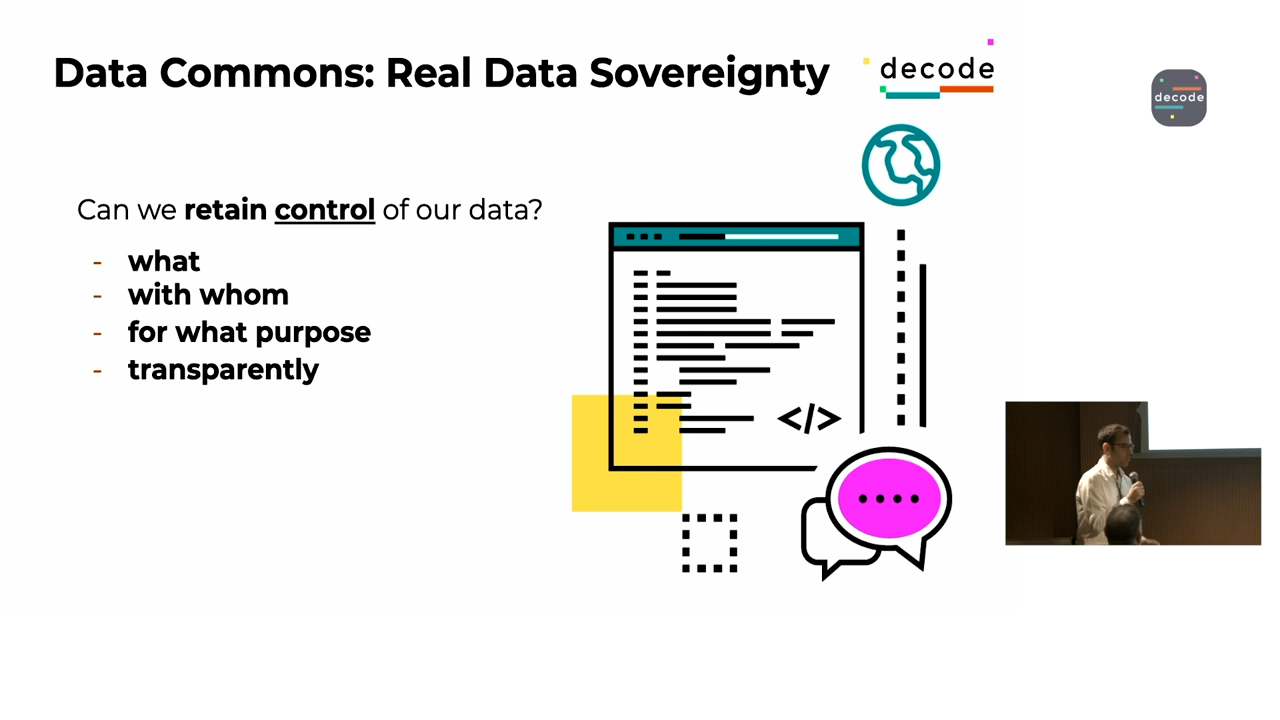 Data Commons: Real Data Sovereignty
decode
decode
Can we retain control of our data?
- what
- with whom
- for what purpose
- transparently
</>